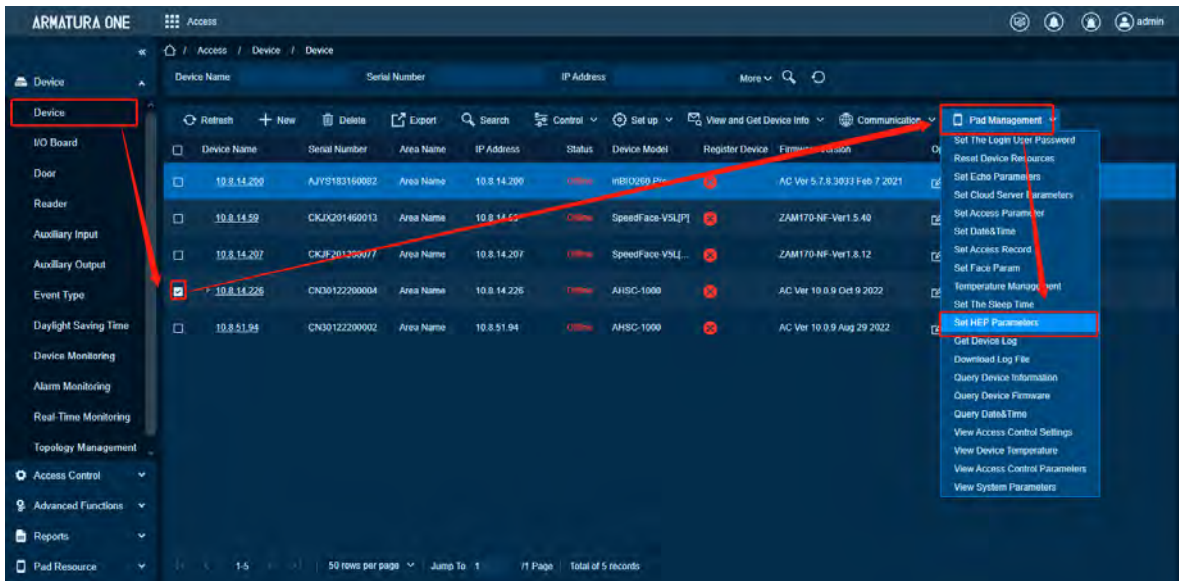 ARMATURA ONE
Access
admin
Access / Device / Device
Device
Device Name Serial Number IP Address More
Device
I/O Board
Door
Reader
Auxiliary Input
Auxiliary Output
Event Type
Daylight Saving Time
Device Monitoring
Alarm Monitoring
Real-Time Monitoring
Topology Management
Access Control
Advanced Functions
Reports
Pad Resource
Refresh New Delete Export Search Control Set up View and Get Device Info Communication Pad Management
Device Name Serial Number Area Name IP Address Status Device Model Register Device Firmware Version
10.8.14.200 AJYS183160082 Area Name 10.8.14.200 Offline inBIO260 Pro AC Ver 5.7.8.3033 Feb 7 2021
10.8.14.59 CKJX201460013 Area Name 10.8.14.59 Offline SpeedFace-V5L[P] ZAM170-NF-Ver1.5.40
10.8.14.207 Area Name 10.8.14.207 Offline SpeedFace-V5L[... ZAM170-NF-Ver1.8.12
10.8.14.226 CN30122200004 Area Name 10.8.14.226 Offline AHSC-1000 AC Ver 10.0.9 Oct 9 2022
10.8.51.94 CN30122200002 Area Name 10.8.51.94 Offline AHSC-1000 AC Ver 10.0.9 Aug 29 2022
Set The Login User Password
Reset Device Resources
Set Echo Parameters
Set Cloud Server Parameters
Set Access Parameter
Set Date&Time
Set Access Record
Set Face Param
Temperature Management
Set The Sleep Time
Set HEP Parameters
Get Device Log
Download Log File
Query Device Information
Query Device Firmware
Query Date&Time
View Access Control Settings
View Device Temperature
View Access Control Parameters
View System Parameters
1-5 50 rows per page Jump To 1 /1 Page Total of 5 records